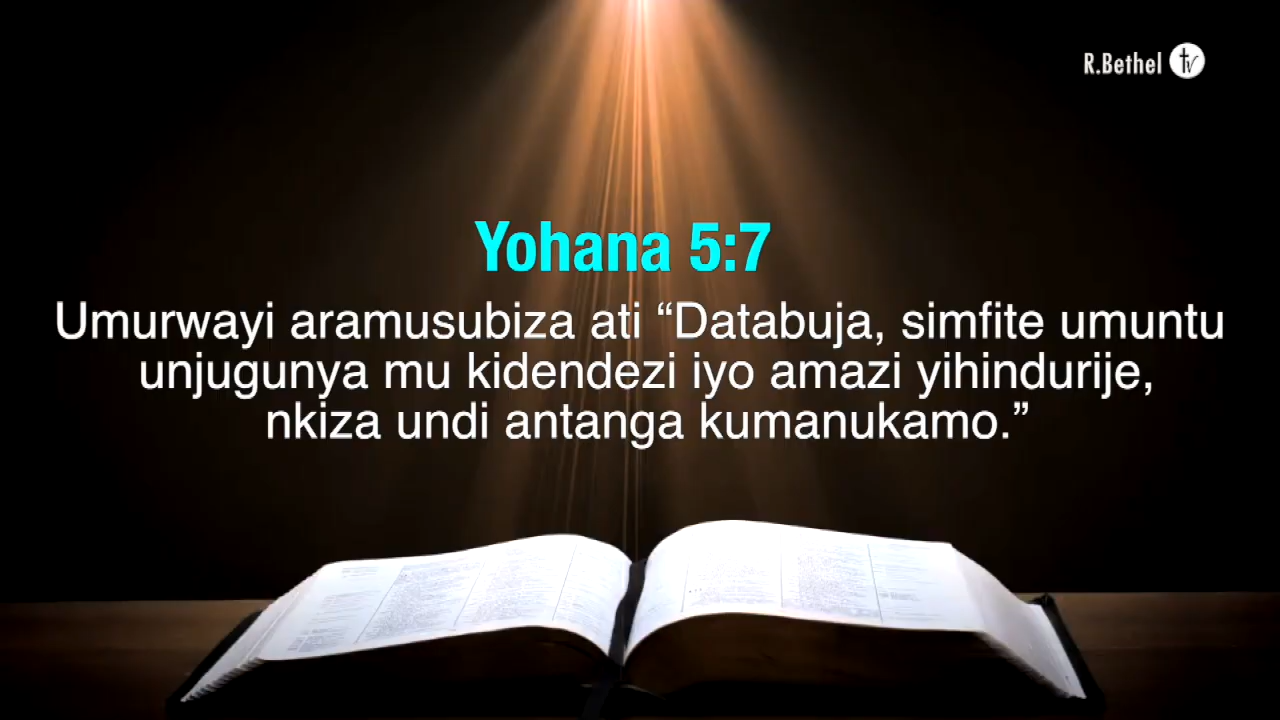 R.Bethel tv
Yohana 5:7
Umurwayi aramusubiza ati “Databuja, simfite umuntu
unjugunya mu kidendezi iyo amazi yihindurije,
nkiza undi antanga kumanukamo.”